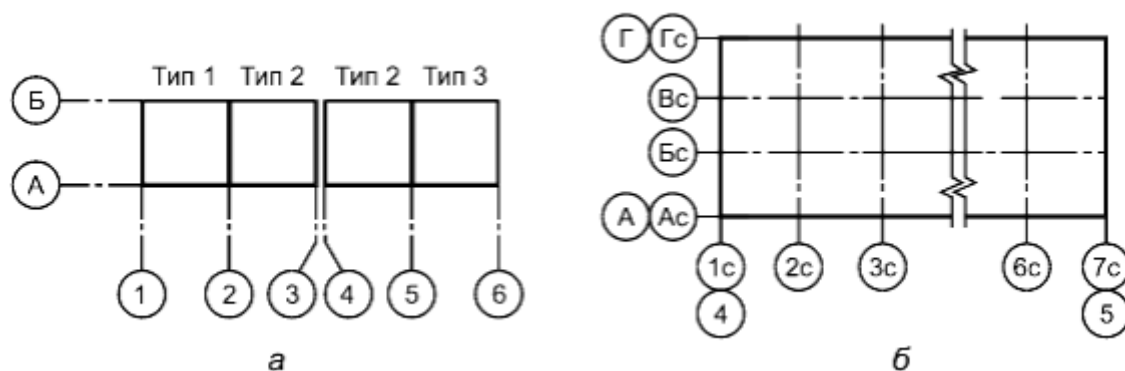 Тип 1 Тип 2 Тип 2 Тип 3
Б
А
1 2 3 4 5 6
а
Г Гс
Вс
Бс
А Ас
1с 2с 3с 6с 7с
4 5
б